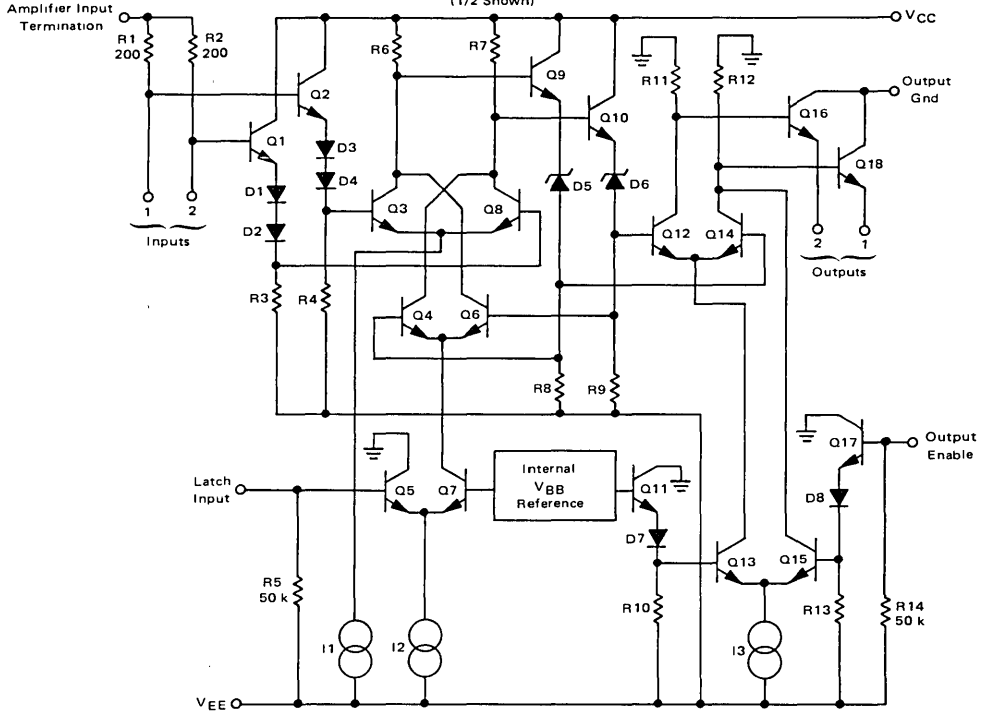 (1/2 Shown)
Amplifier Input
Termination
VCC
R1
200
R2
200
R6
R7
Q9
R11
R12
Output
Gnd
Q2
Q10
Q16
Q1
Q18
D3
D4
D5
D6
D1
D2
Q3
Q8
Q12
Q14
1
2
Inputs
2
1
Outputs
R3
R4
Q4
Q6
R8
R9
Q17
Output
Enable
Latch
Input
Q5
Q7
Internal
VBB
Reference
Q11
D8
D7
Q13
Q15
R5
50 k
R10
R13
R14
50 k
I1
I2
I3
VEE